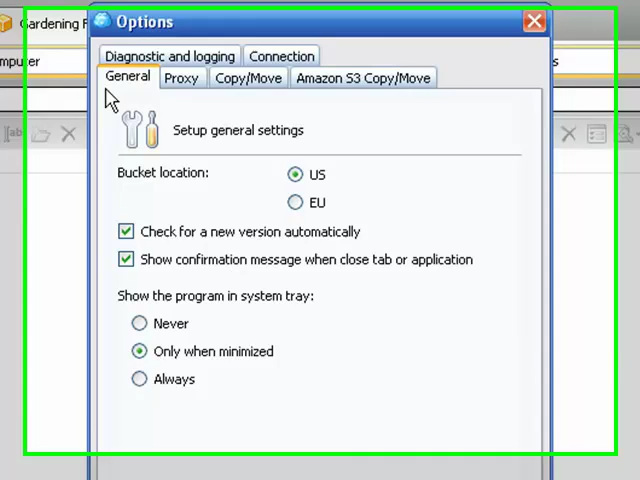 Gardening
Options
mputer
s
Diagnostic and logging Connection
General Proxy Copy/Move Amazon S3 Copy/Move
Setup general settings
Bucket location: US
EU
Check for a new version automatically
Show confirmation message when close tab or application
Show the program in system tray:
Never
Only when minimized
Always